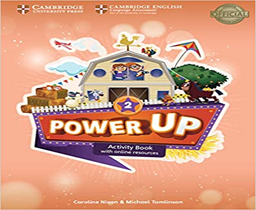 CAMBRIDGE UNIVERSITY PRESS
CAMBRIDGE ENGLISH
Language Assessment
OFFICIAL
2
POWER UP
Activity Book
with online resources
Caroline Nixon & Michael Tomlinson